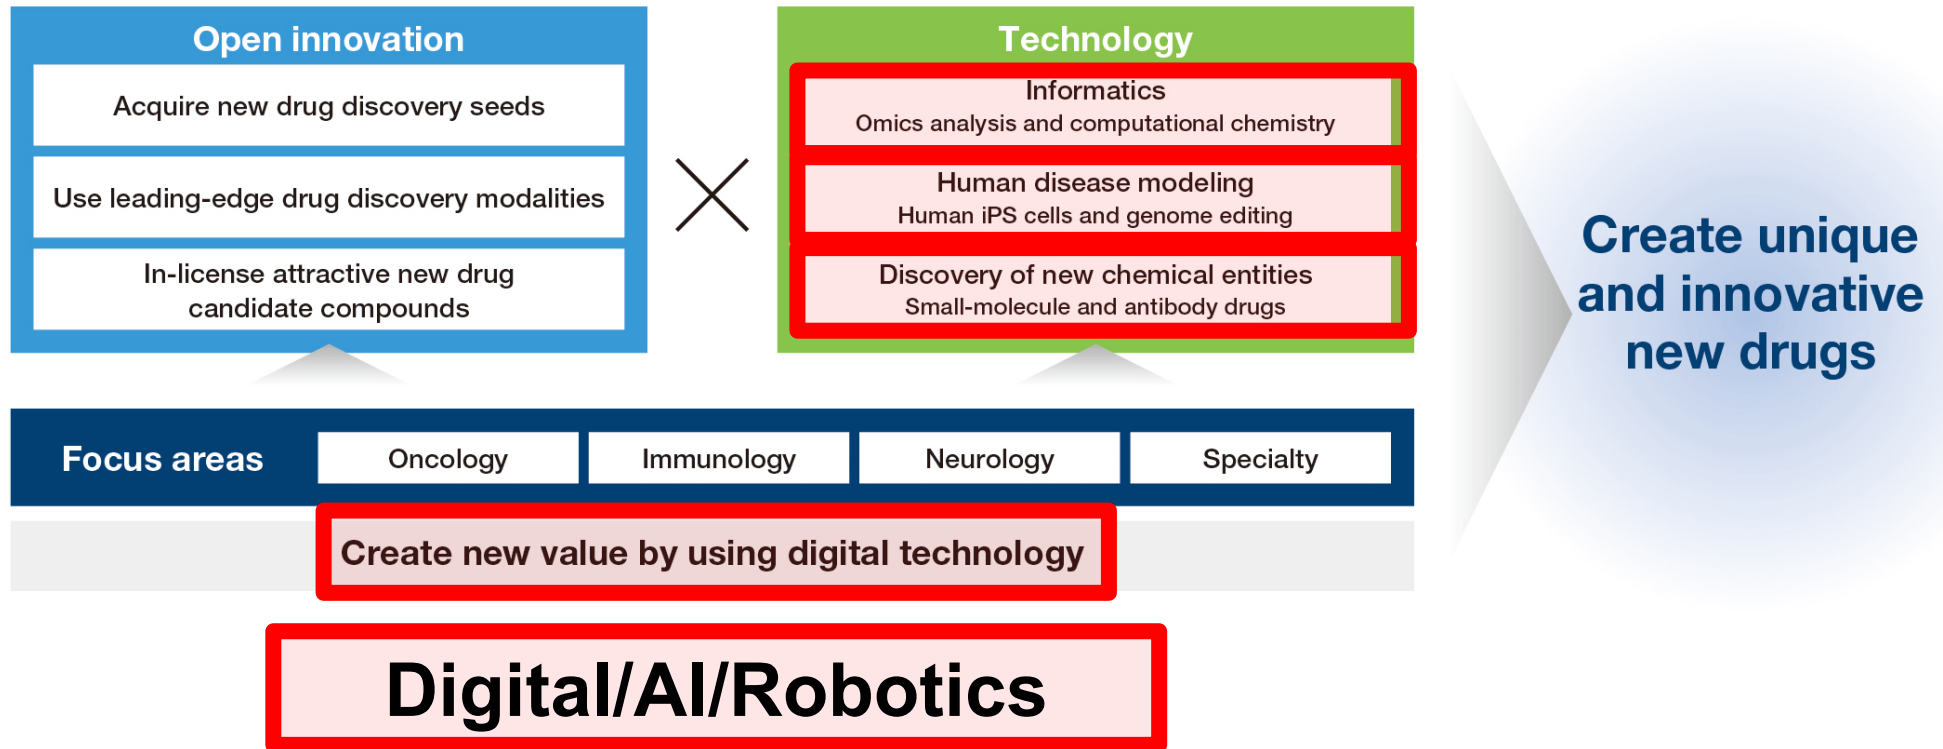 Open innovation
Acquire new drug discovery seeds
Use leading-edge drug discovery modalities
In-license attractive new drug
candidate compounds
Technology
Informatics
Omics analysis and computational chemistry
Human disease modeling
Human iPS cells and genome editing
Discovery of new chemical entities
Small-molecule and antibody drugs
Create unique
and innovative
new drugs
Focus areas
Oncology
Immunology
Neurology
Specialty
Create new value by using digital technology
Digital/AI/Robotics